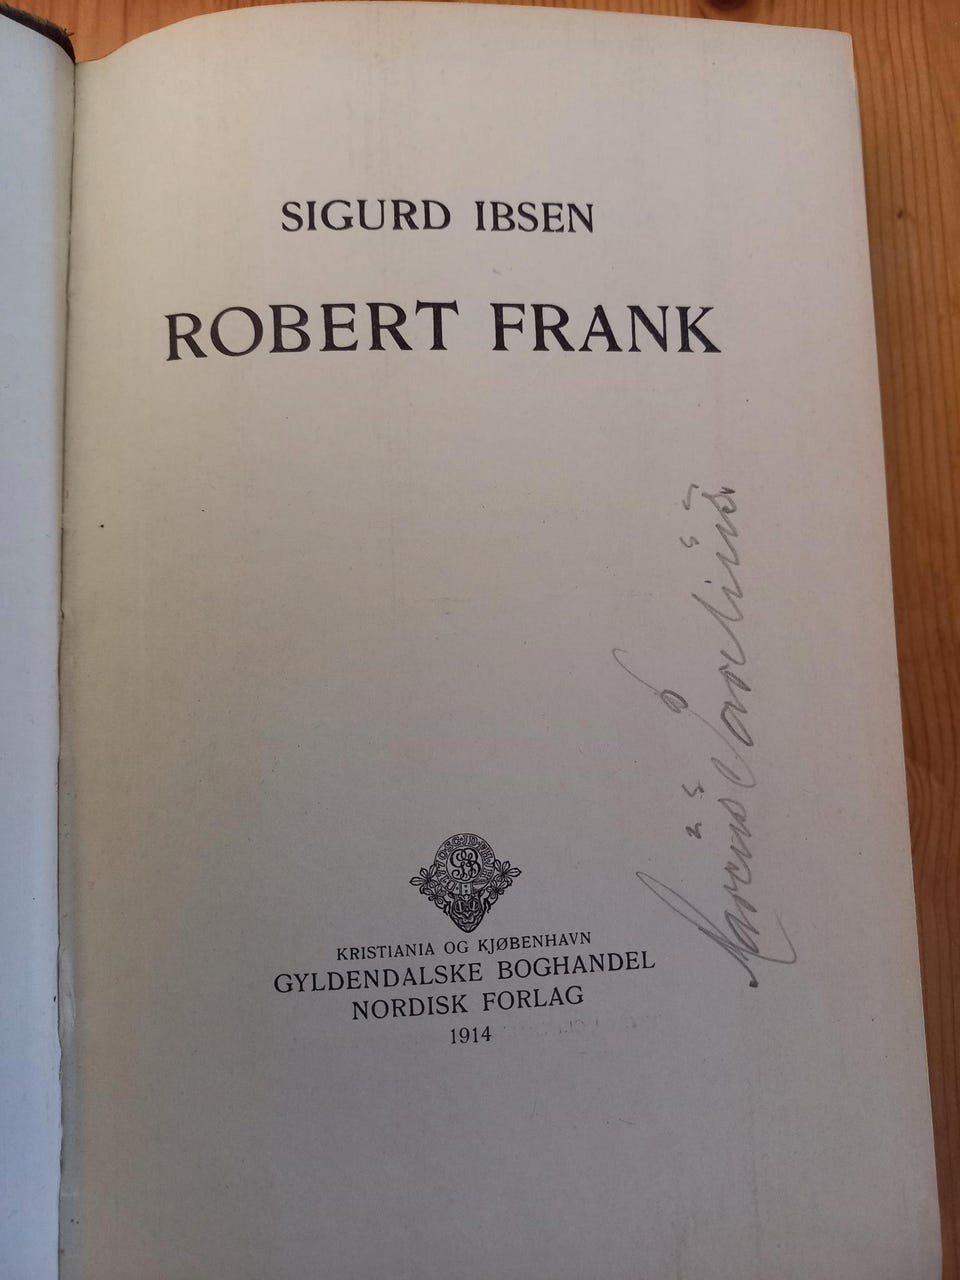 SIGURD IBSEN
ROBERT FRANK
KRISTIANIA OG KJØBENHAVN
GYLDENDALSKE BOGHANDEL
NORDISK FORLAG
1914